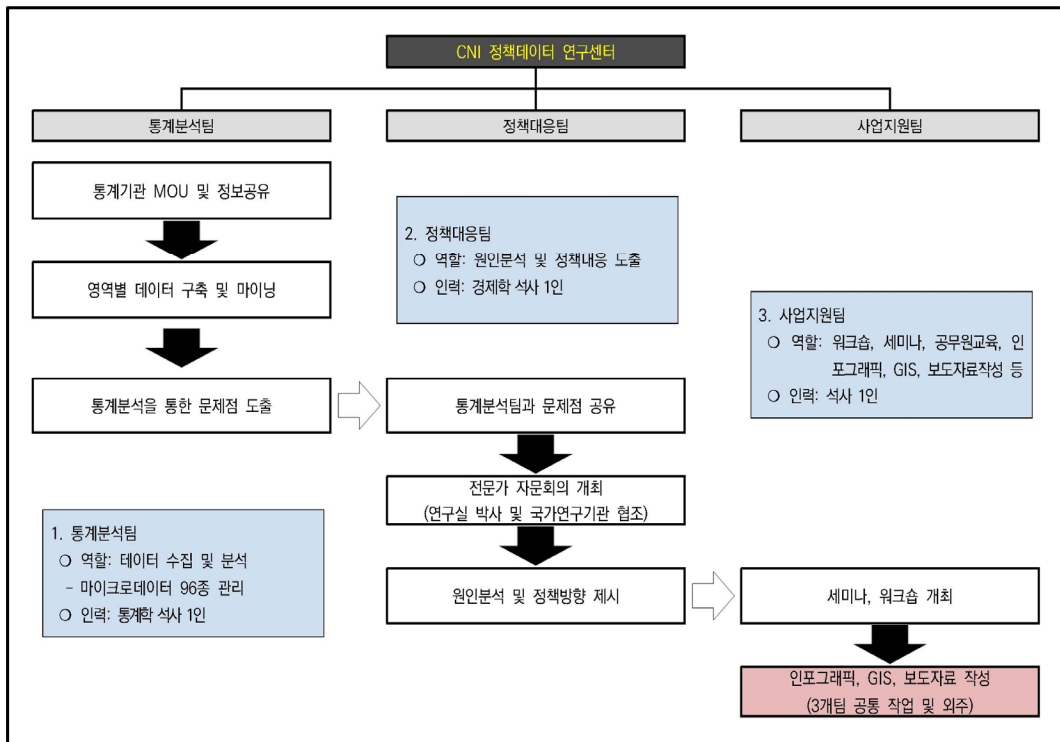 CNI 정책데이터 연구센터
통계분석팀
정책대응팀
사업지원팀
통계기관 MOU 및 정보공유
영역별 데이터 구축 및 마이닝
통계분석을 통한 문제점 도출
1. 통계분석팀
❍ 역할: 데이터 수집 및 분석
- 마이크로데이터 96종 관리
❍ 인력: 통계학 석사 1인
2. 정책대응팀
❍ 역할: 원인분석 및 정책내응 도출
❍ 인력: 경제학 석사 1인
통계분석팀과 문제점 공유
전문가 자문회의 개최
(연구실 박사 및 국가연구기관 협조)
원인분석 및 정책방향 제시
3. 사업지원팀
❍ 역할: 워크숍, 세미나, 공무원교육, 인
포그래픽, GIS, 보도자료작성 등
❍ 인력: 석사 1인
세미나, 워크숍 개최
인포그래픽, GIS, 보도자료 작성
(3개팀 공통 작업 및 외주)